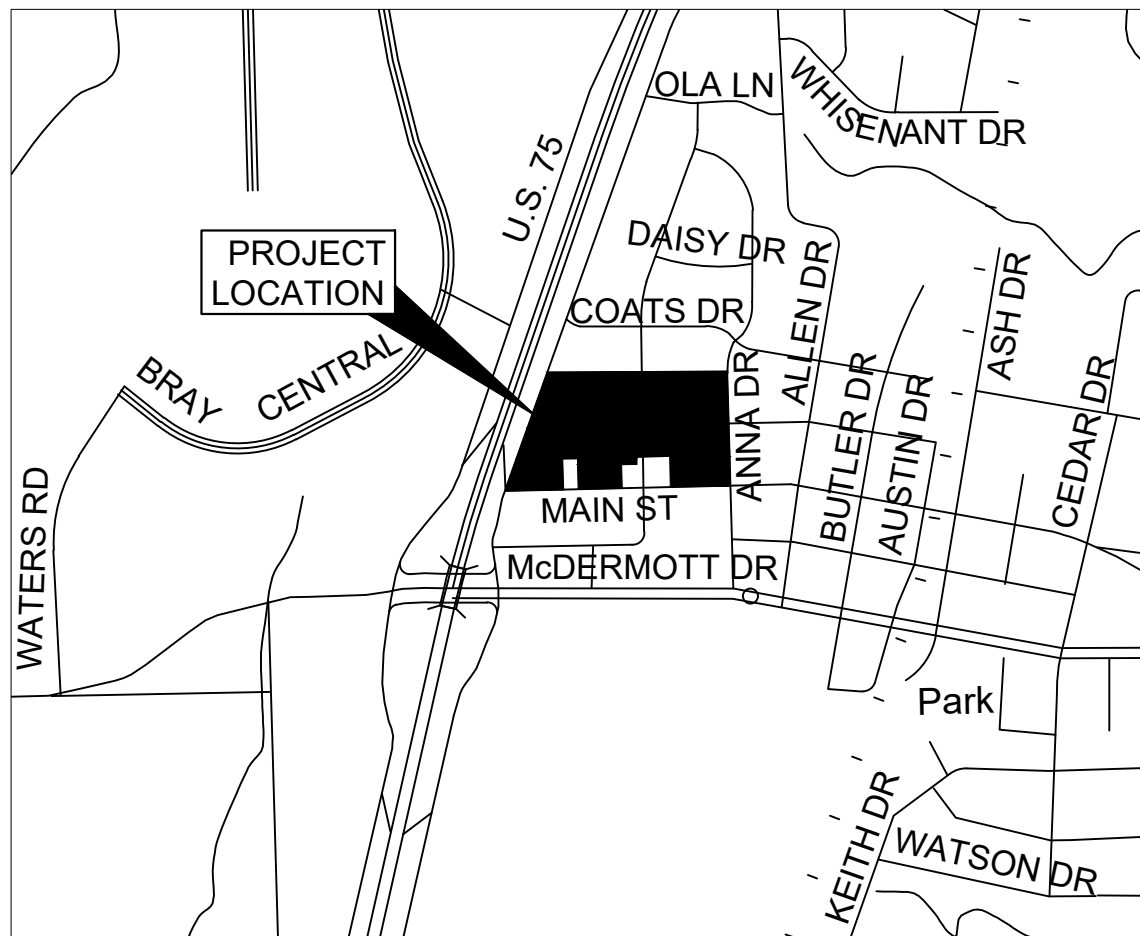 OLA LN
WHISENANT DR
U.S. 75
PROJECT
LOCATION
DAISY DR
COATS DR
ALLEN DR
ASH DR
BRAY
CENTRAL
ANNA DR
BUTLER DR
AUSTIN DR
CEDAR DR
WATERS RD
MAIN ST
McDERMOTT DR
Park
KEITH DR
WATSON DR